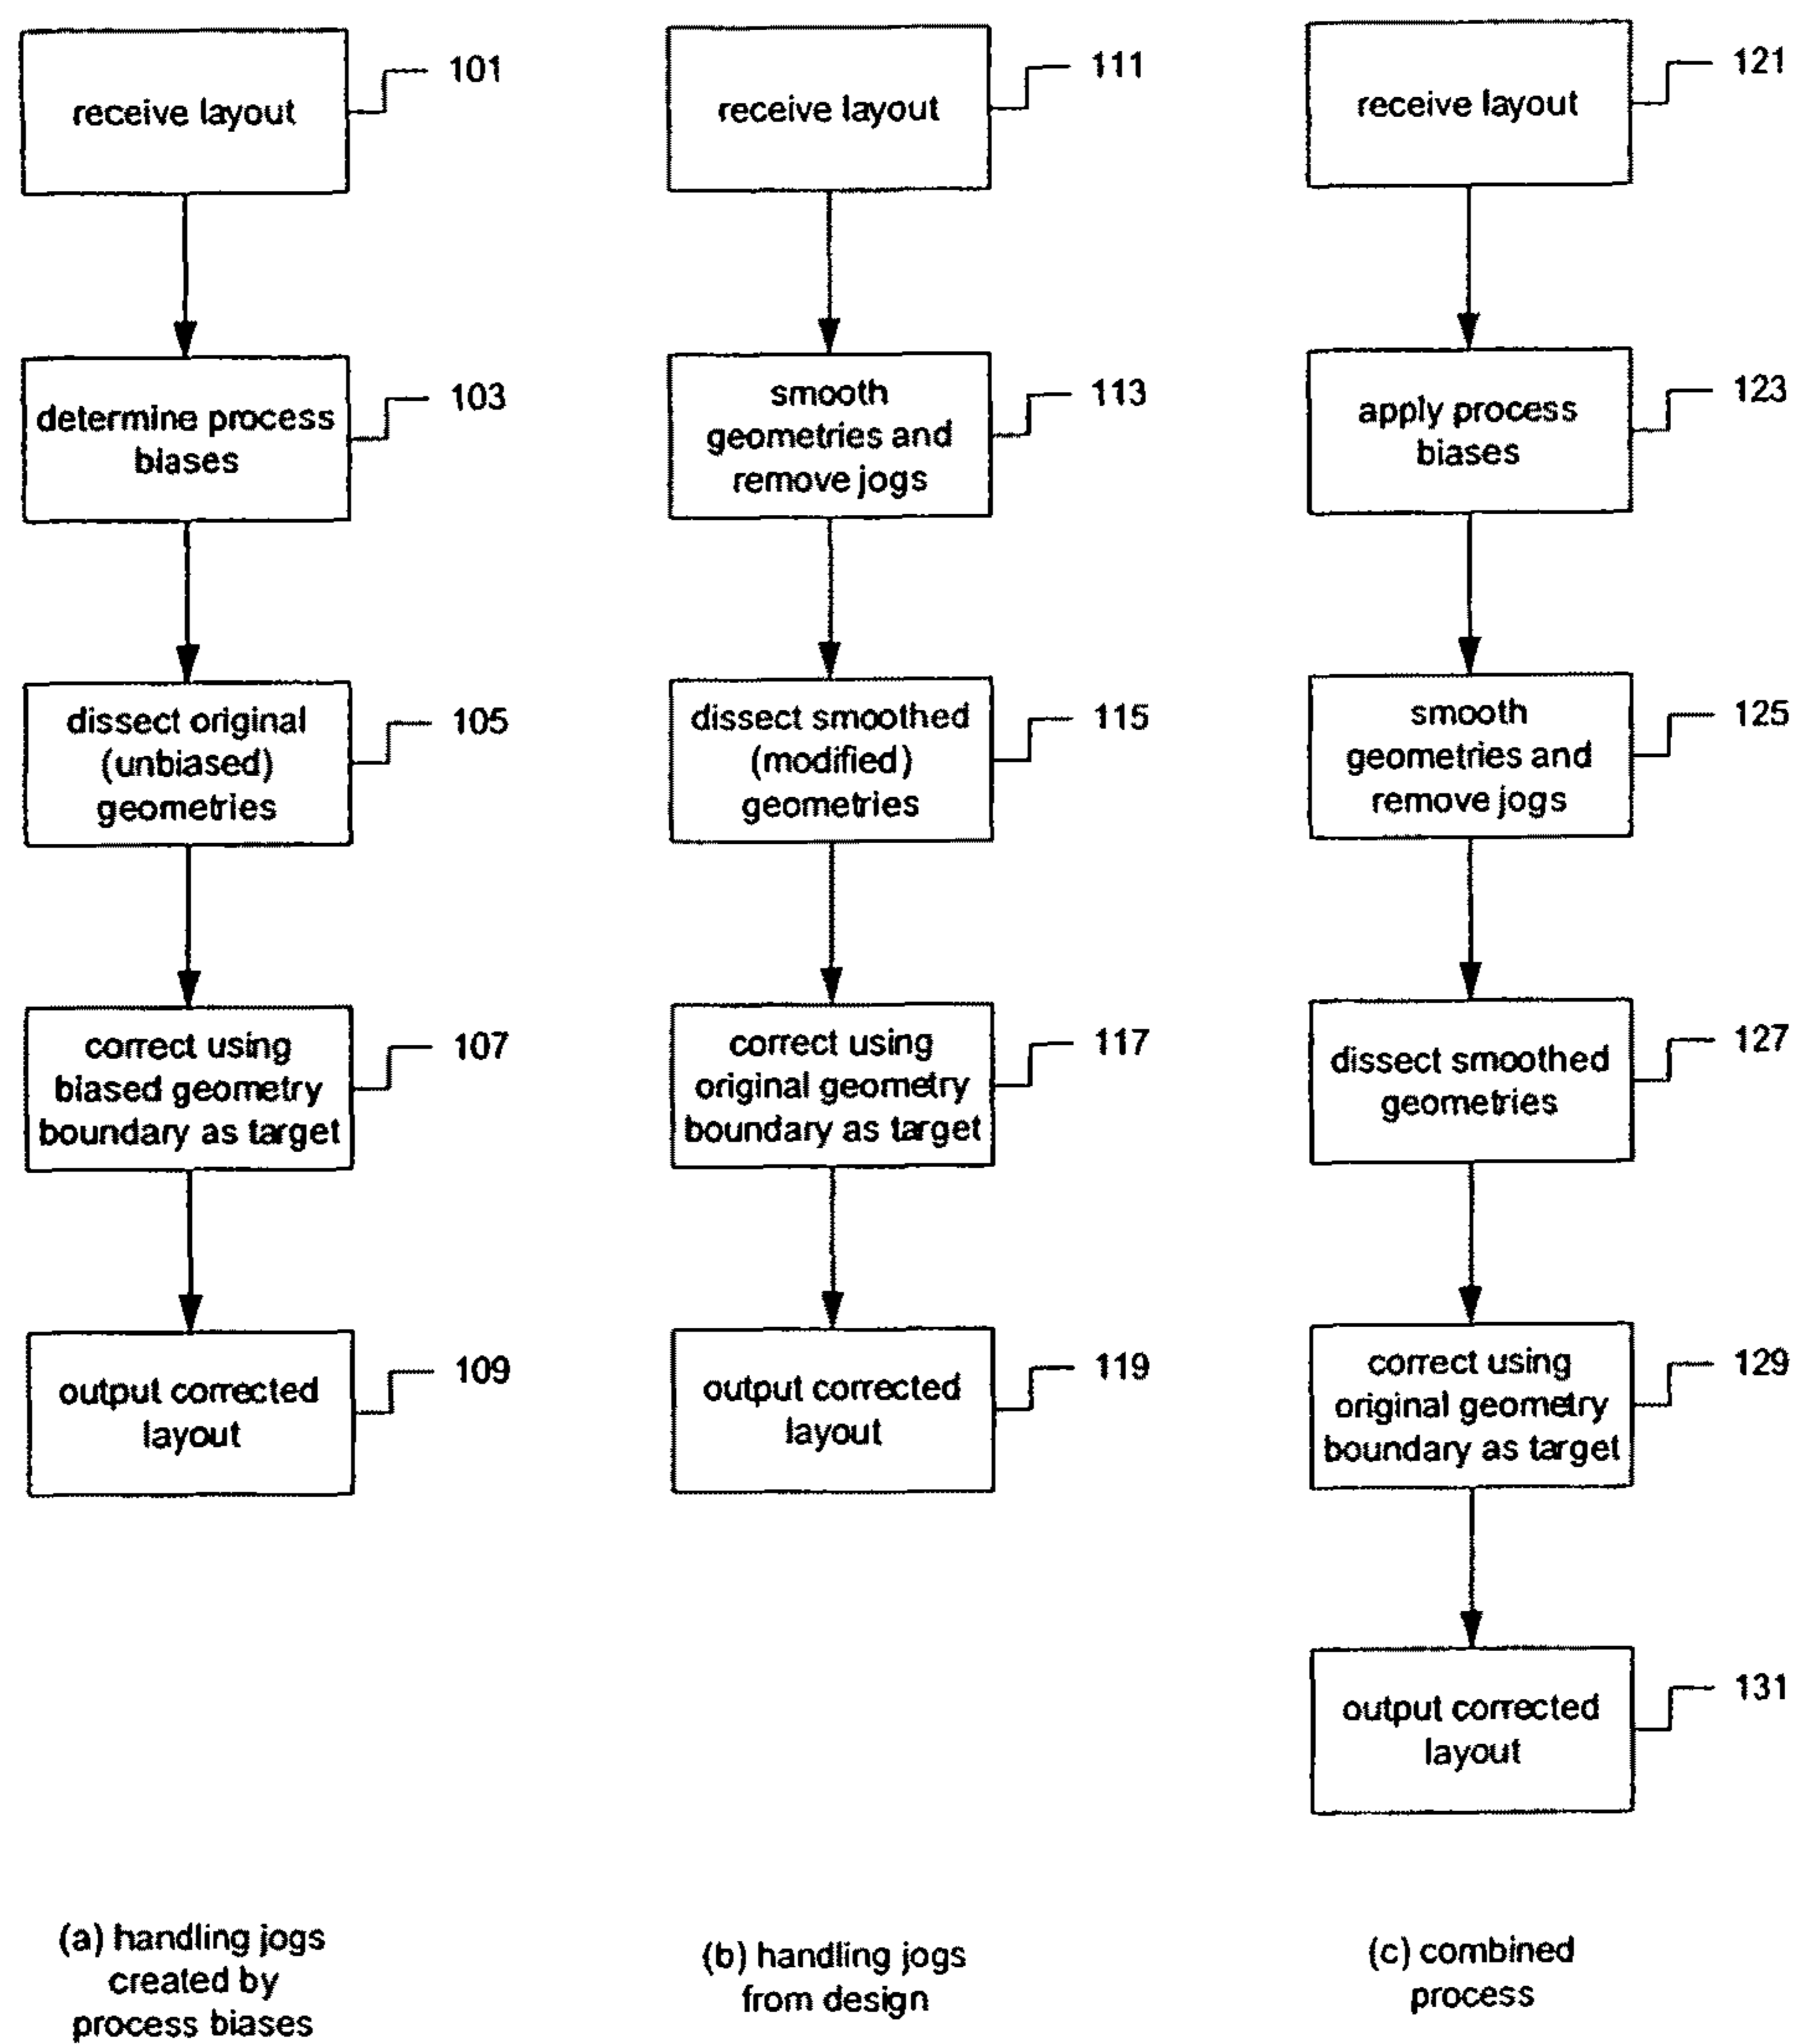 receive layout
101
determine process
biases
103
dissect original
(unbiased)
geometries
105
correct using
biased geometry
boundary as target
107
output corrected
layout
109
(a) handling jogs
created by
process biases
receive layout
111
smooth
geometries and
remove jogs
113
dissect smoothed
(modified)
geometries
115
correct using
original geometry
boundary as target
117
output corrected
layout
119
(b) handling jogs
from design
receive layout
121
apply process
biases
123
smooth
geometries and
remove jogs
125
dissect smoothed
geometries
127
correct using
original geometry
boundary as target
129
output corrected
layout
131
(c) combined
process